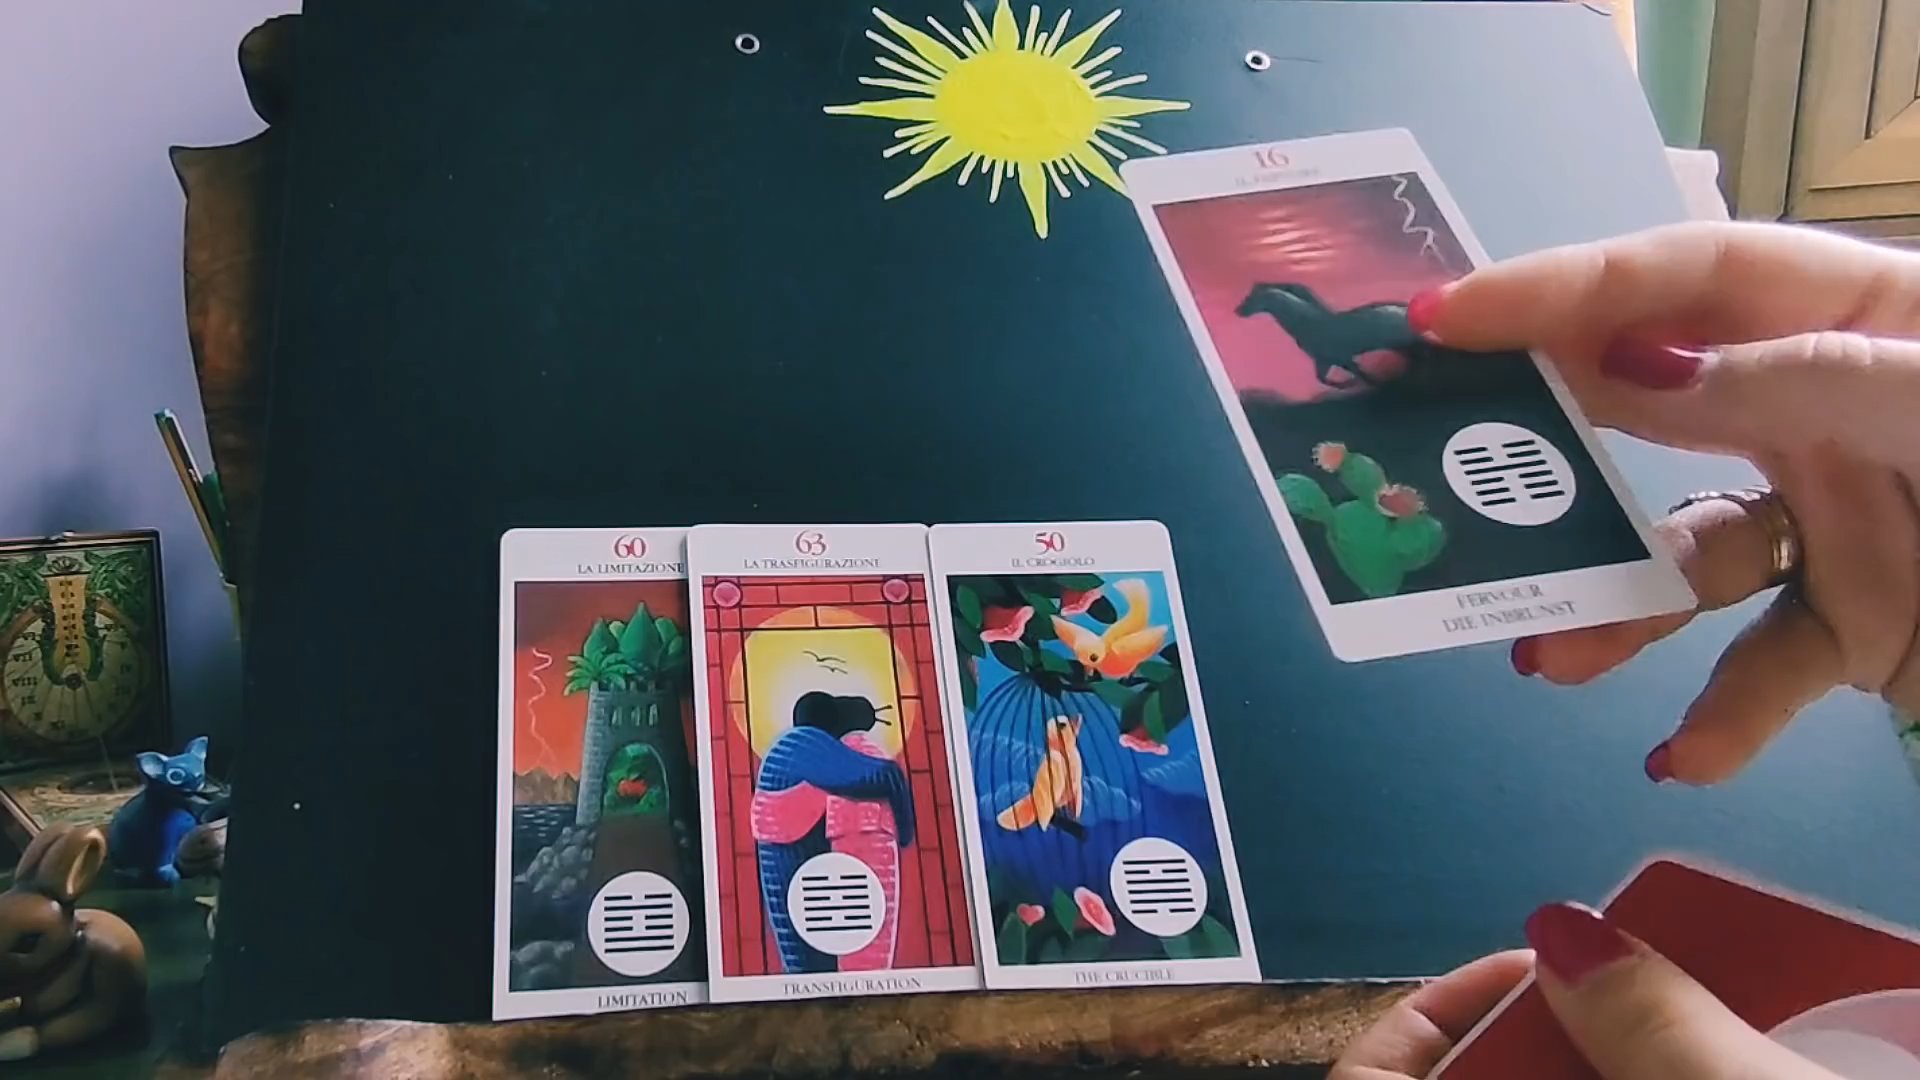 16
FERVOUR
DIE INBRUNST
60
LA LIMITAZIONE
LIMITATION
63
LA TRASFIGURAZIONE
TRANSFIGURATION
50
IL CROGIOLO
THE CRUCIBLE